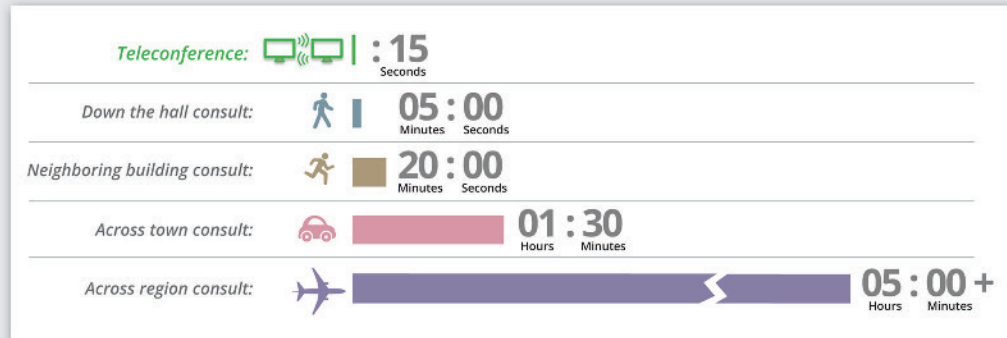 Teleconference: : 15
Seconds
Down the hall consult: 05 : 00
Minutes Seconds
Neighboring building consult: 20 : 00
Minutes Seconds
Across town consult: 01 : 30
Hours Minutes
Across region consult: 05 : 00 +
Hours Minutes